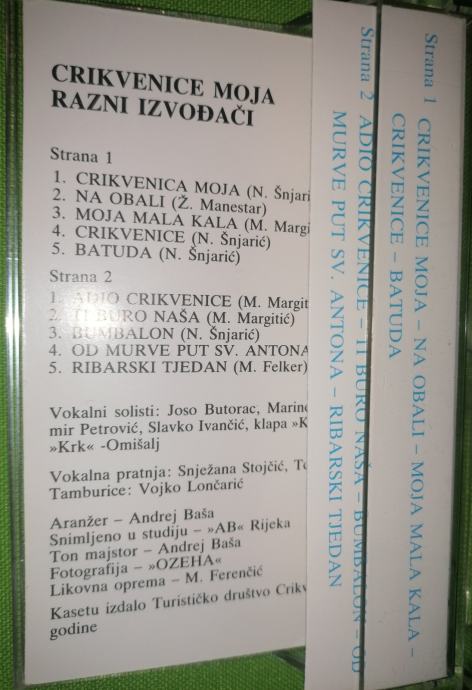 CRIKVENICE MOJA
RAZNI IZVOĐAČI
Strana 1
1. CRIKVENICA MOJA (N. Šnjari
2. NA OBALI (Ž. Manestar)
3. MOJA MALA KALA (M. Margi
4. CRIKVENICE (N. Šnjarić)
5. BATUDA (N. Šnjarić)
Strana 2
1. ADJO CRIKVENICE (M. Margit
2. TI BURO NAŠA (M. Margitić)
3. BUMBALON (N. Šnjarić)
4. OD MURVE PUT SV. ANTONA
5. RIBARSKI TJEDAN (M. Felker)
Vokalni solisti: Joso Butorac, Marin
mir Petrović, Slavko Ivančić, klapa »K
»Krk« -Omišalj
Vokalna pratnja: Snježana Stojčić, T
Tamburice: Vojko Lončarić
Aranžer – Andrej Baša
Snimljeno u studiju – »AB« Rijeka
Ton majstor – Andrej Baša
Fotografija – »OZEHA«
Likovna oprema – M. Ferenčić
Kasetu izdalo Turističko društvo Crikv
godine
Strana 1 CRIKVENICE MOJA – NA OBALI – MOJA MALA KALA –
CRIKVENICE – BATUDA
Strana 2 ADIO CRIKVENICE – TI BURO NAŠA – BUMBALON – OD
MURVE PUT SV. ANTONA – RIBARSKI TJEDAN